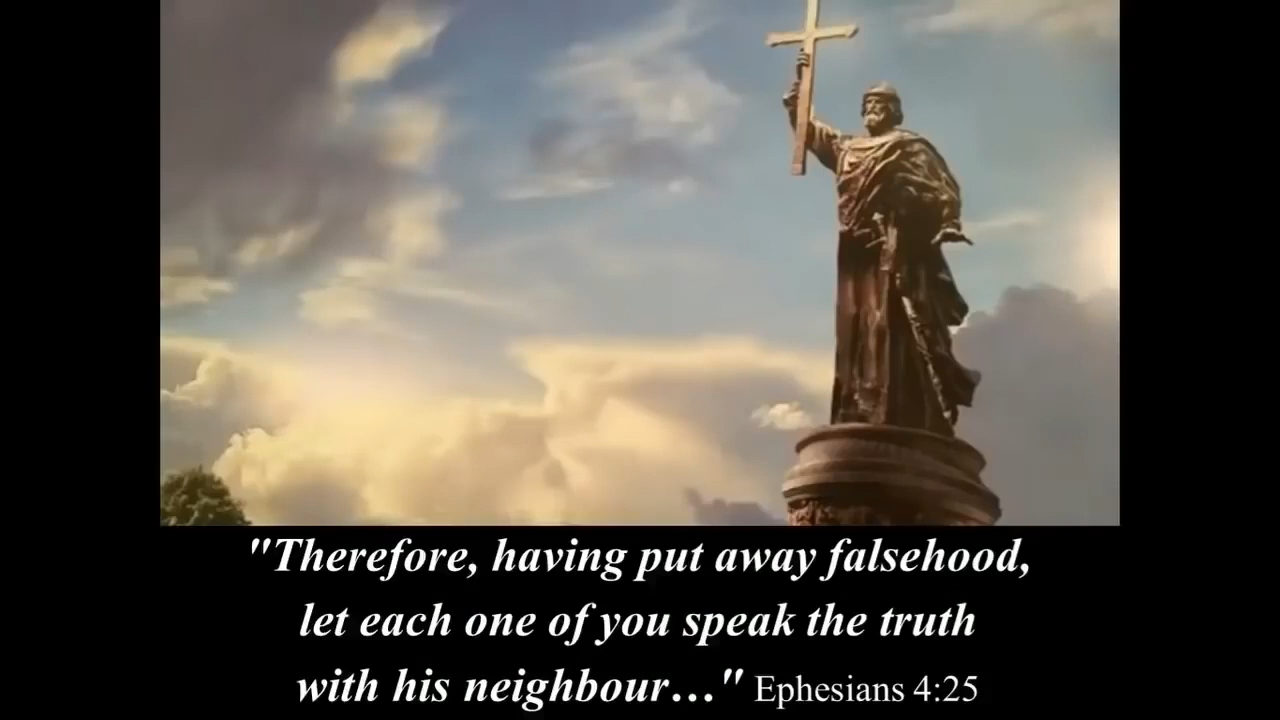 "Therefore, having put away falsehood,
let each one of you speak the truth
with his neighbour…" Ephesians 4:25